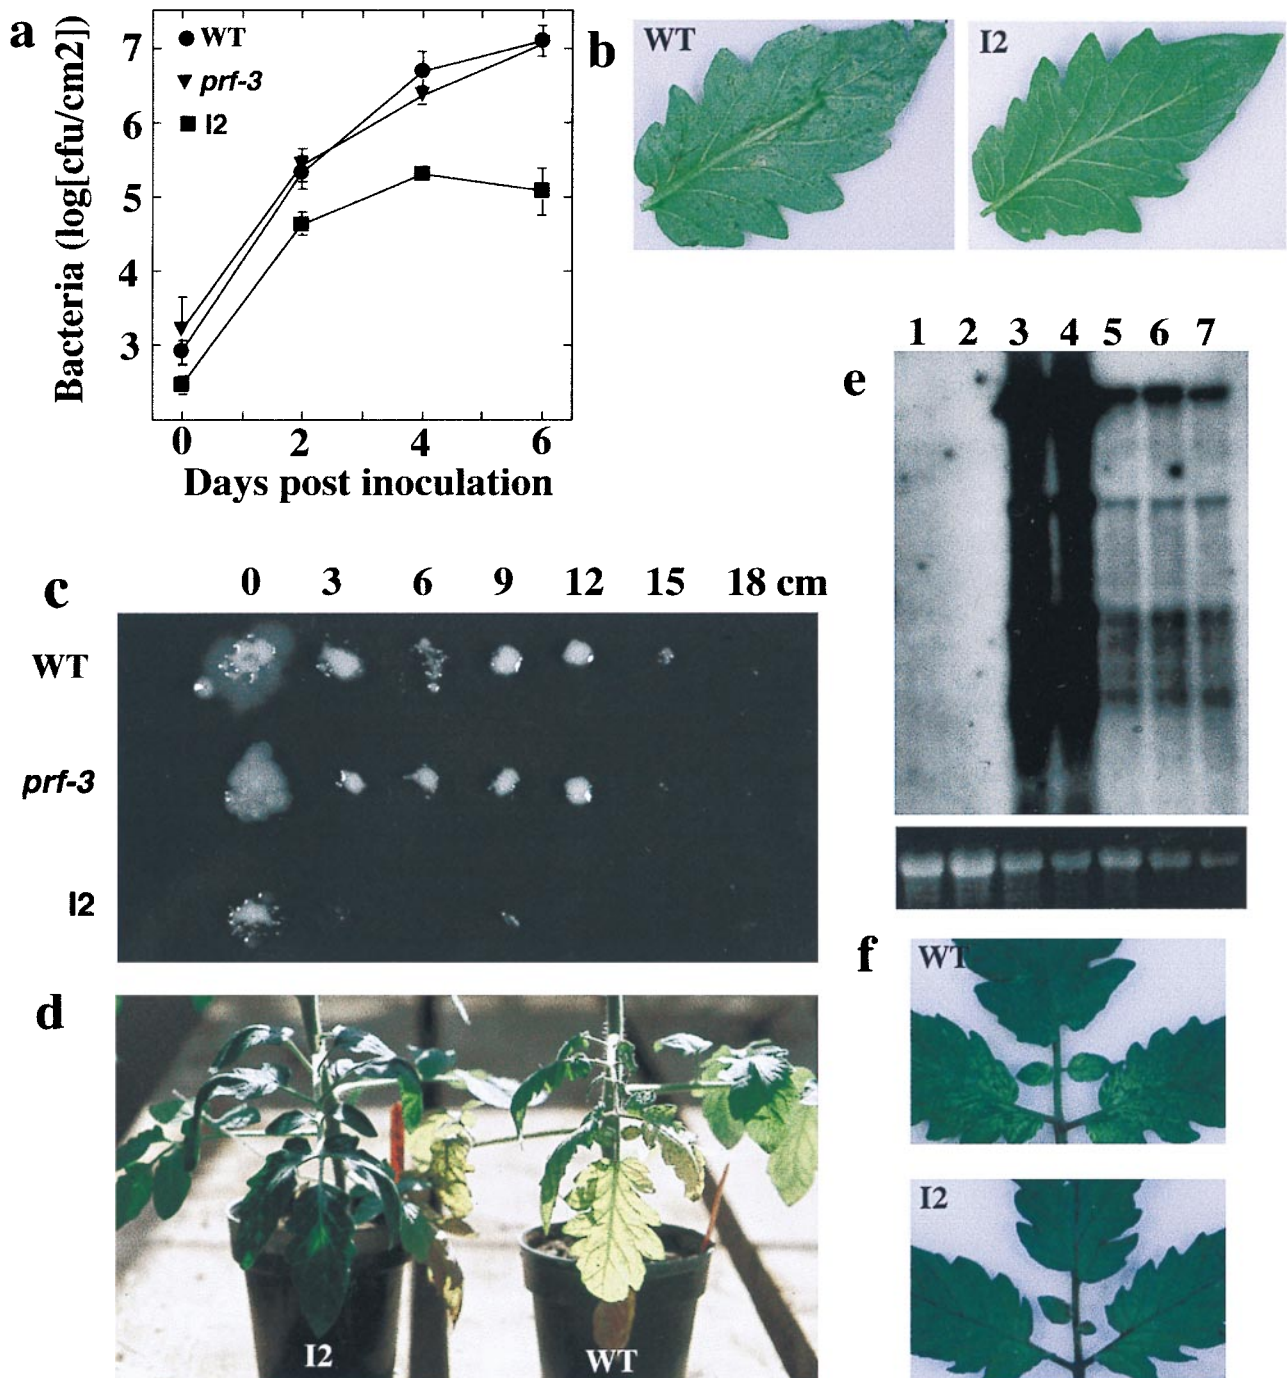 a
7
6
5
4
3
WT
prf-3
I2
Bacteria (log[cfu/cm2])
0 2 4 6
Days post inoculation
b
WT
I2
c
0 3 6 9 12 15 18 cm
WT
prf-3
I2
d
I2
WT
e
1 2 3 4 5 6 7
f
WT
I2